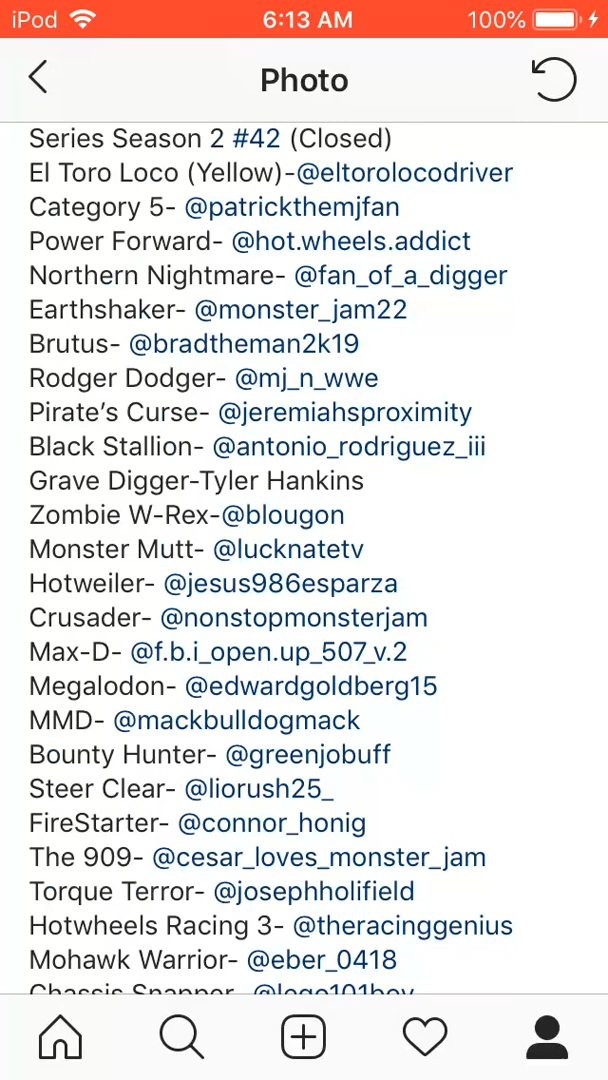 iPod 6:13 AM 100%
Photo
Series Season 2 #42 (Closed)
El Toro Loco (Yellow)-@eltorolocodriver
Category 5- @patrickthemjfan
Power Forward- @hot.wheels.addict
Northern Nightmare- @fan_of_a_digger
Earthshaker- @monster_jam22
Brutus- @bradtheman2k19
Rodger Dodger- @mj_n_wwe
Pirate’s Curse- @jeremiahsproximity
Black Stallion- @antonio_rodriguez_iii
Grave Digger-Tyler Hankins
Zombie W-Rex-@blougon
Monster Mutt- @lucknatetv
Hotweiler- @jesus986esparza
Crusader- @nonstopmonsterjam
Max-D- @f.b.i_open.up_507_v.2
Megalodon- @edwardgoldberg15
MMD- @mackbulldogmack
Bounty Hunter- @greenjobuff
Steer Clear- @liorush25_
FireStarter- @connor_honig
The 909- @cesar_loves_monster_jam
Torque Terror- @josephholifield
Hotwheels Racing 3- @theracinggenius
Mohawk Warrior- @eber_0418
Chassis Snapper- @lego101boy